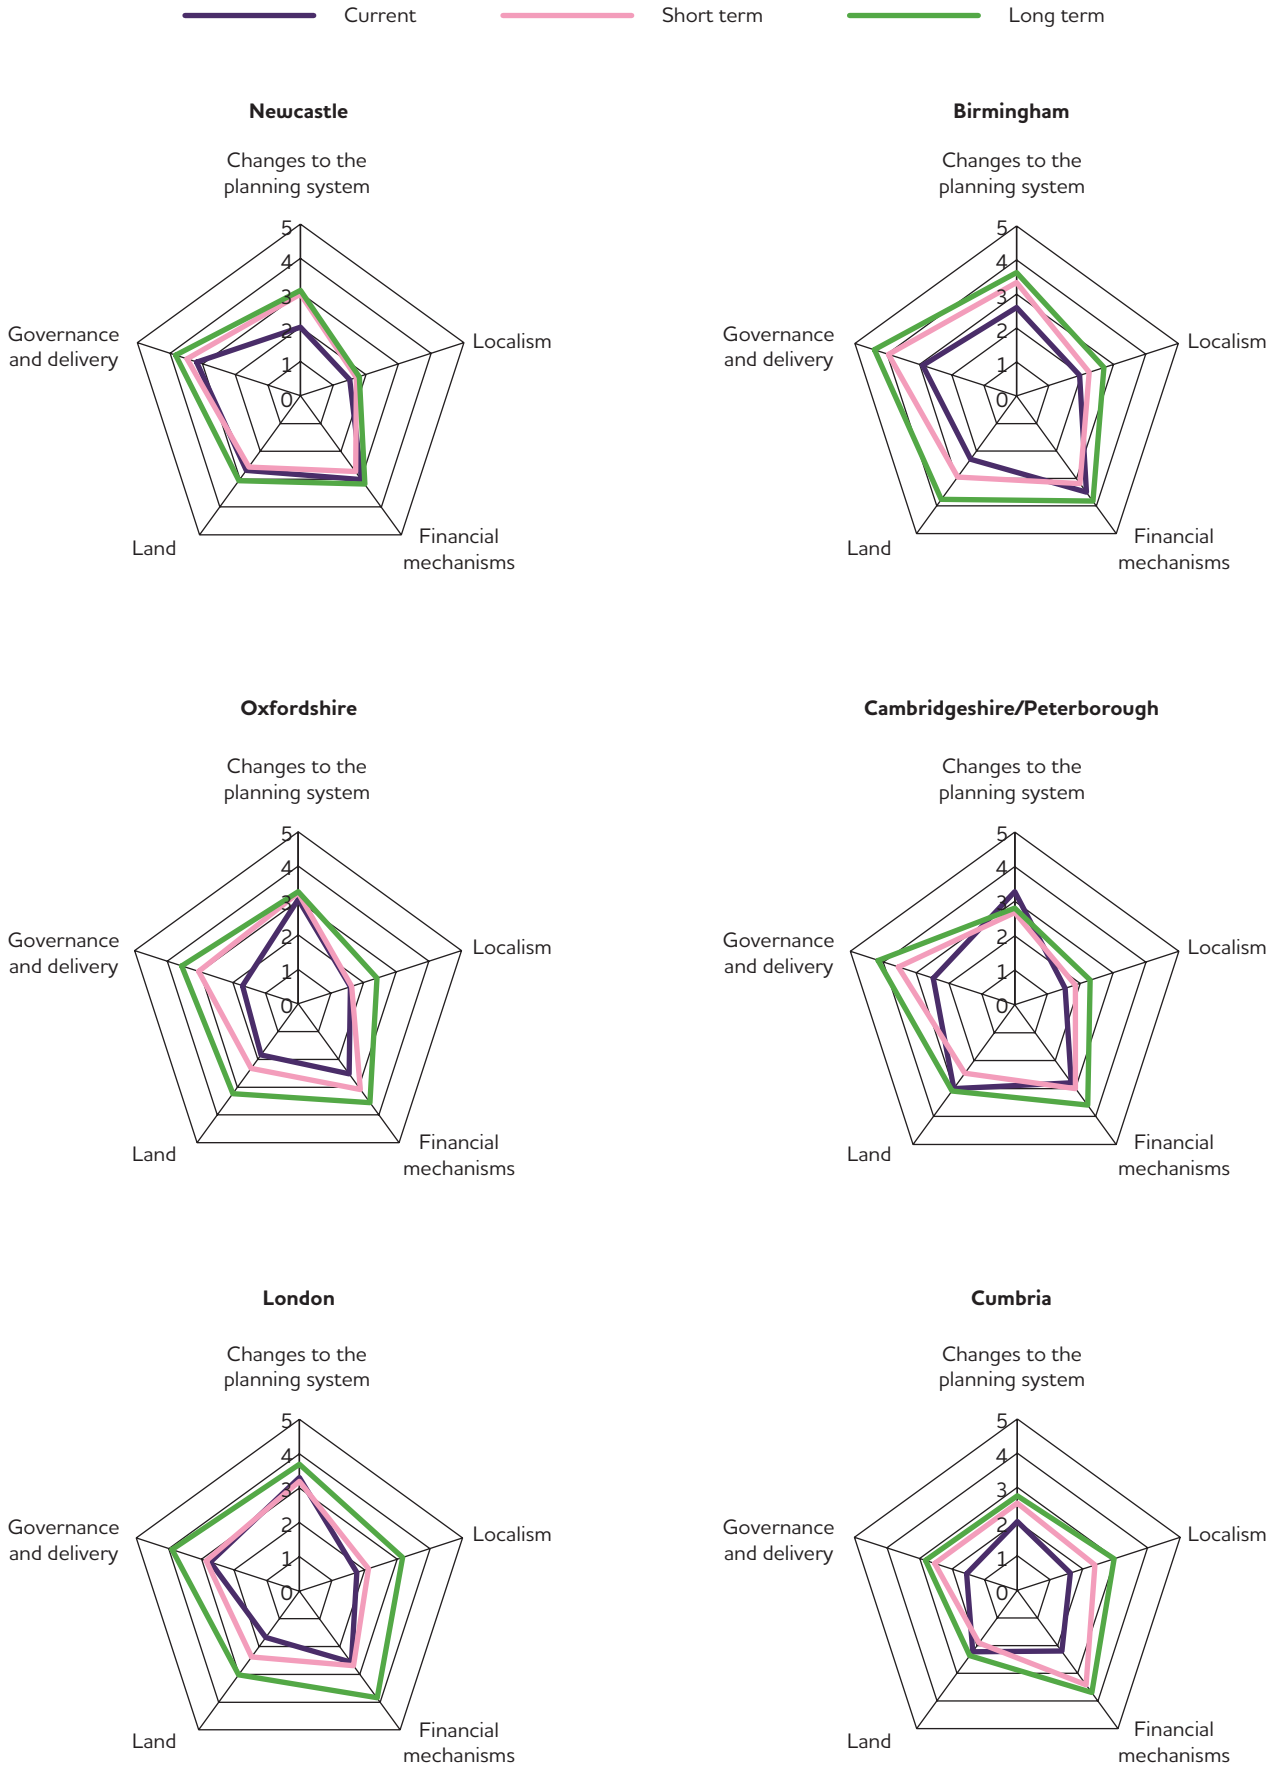 Current Short term Long term
Newcastle
Changes to the
planning system
5
4
3
2
1
0
Localism
Financial
mechanisms
Land
Governance
and delivery
Birmingham
Changes to the
planning system
5
4
3
2
1
0
Localism
Financial
mechanisms
Land
Governance
and delivery
Oxfordshire
Changes to the
planning system
5
4
3
2
1
0
Localism
Financial
mechanisms
Land
Governance
and delivery
Cambridgeshire/Peterborough
Changes to the
planning system
5
4
3
2
1
0
Localism
Financial
mechanisms
Land
Governance
and delivery
London
Changes to the
planning system
5
4
3
2
1
0
Localism
Financial
mechanisms
Land
Governance
and delivery
Cumbria
Changes to the
planning system
5
4
3
2
1
0
Localism
Financial
mechanisms
Land
Governance
and delivery